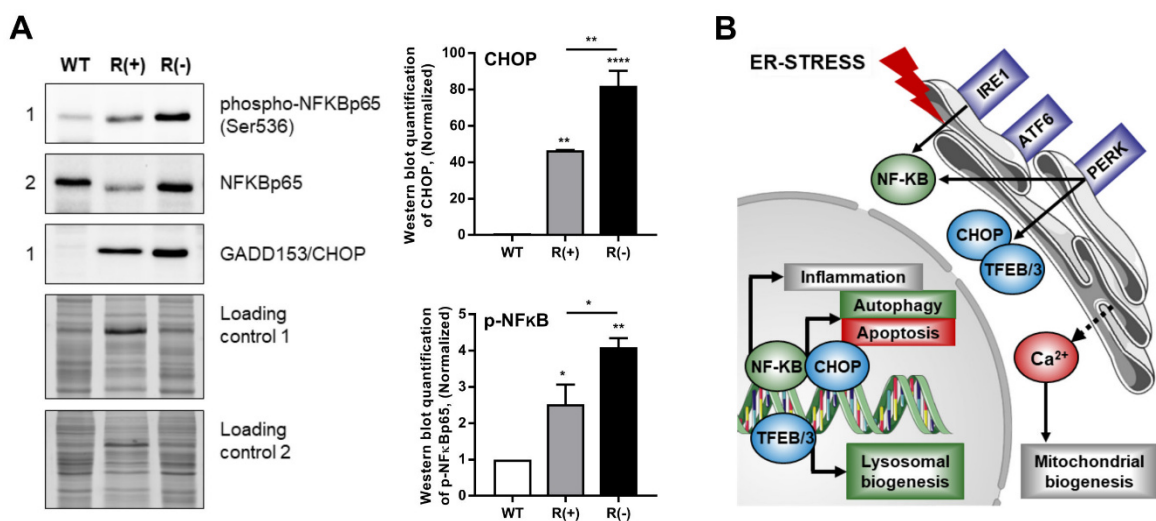 A
WT R(+) R(-)
1 phospho-NFKBp65
(Ser536)
2 NFKBp65
1 GADD153/CHOP
Loading
control 1
Loading
control 2
CHOP
**
****
**
Western blot quantification
of CHOP, (Normalized)
100
80
60
40
20
0
WT R(+) R(-)
p-NFκB
*
**
*
Western blot quantification
of p-NFκBp65, (Normalized)
6
5
4
3
2
1
0
WT R(+) R(-)
B
ER-STRESS
IRE1
ATF6
PERK
NF-KB
CHOP
TFEB/3
Inflammation
Autophagy
Apoptosis
NF-KB
CHOP
TFEB/3
Lysosomal
biogenesis
Ca²⁺
Mitochondrial
biogenesis